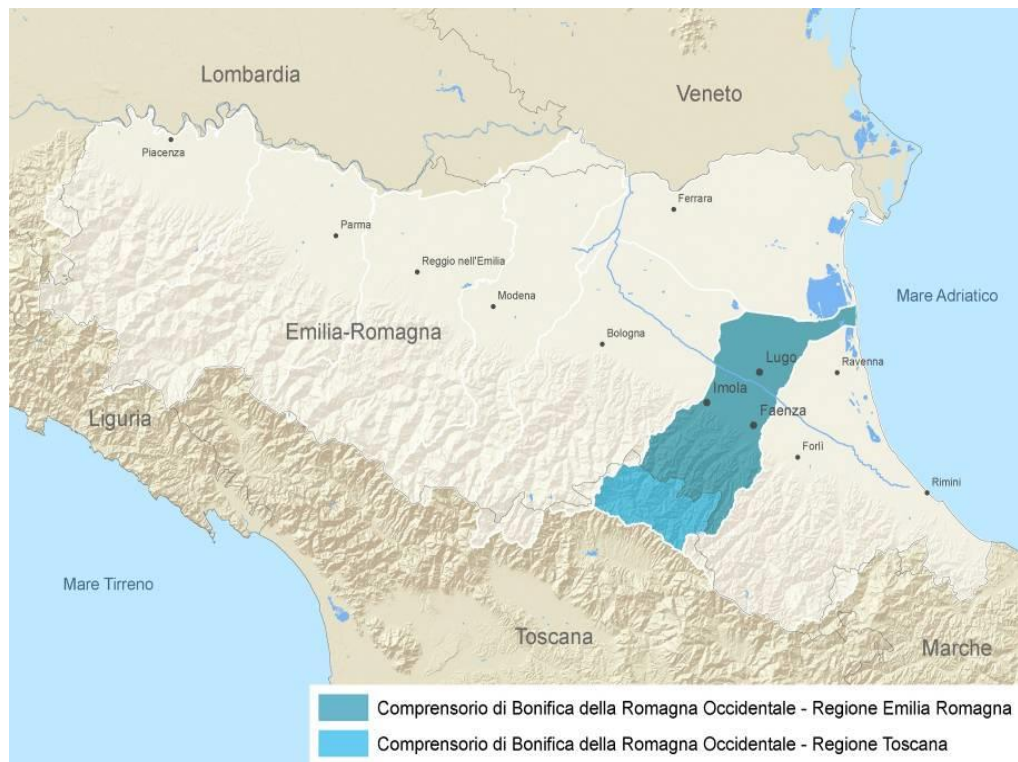 Lombardia
Veneto
Piacenza
Ferrara
Parma
Reggio nell'Emilia
Modena
Mare Adriatico
Emilia-Romagna
Bologna
Lugo
Ravenna
Imola
Faenza
Liguria
Forlì
Rimini
Mare Tirreno
Toscana
Marche
Comprensorio di Bonifica della Romagna Occidentale - Regione Emilia Romagna
Comprensorio di Bonifica della Romagna Occidentale - Regione Toscana